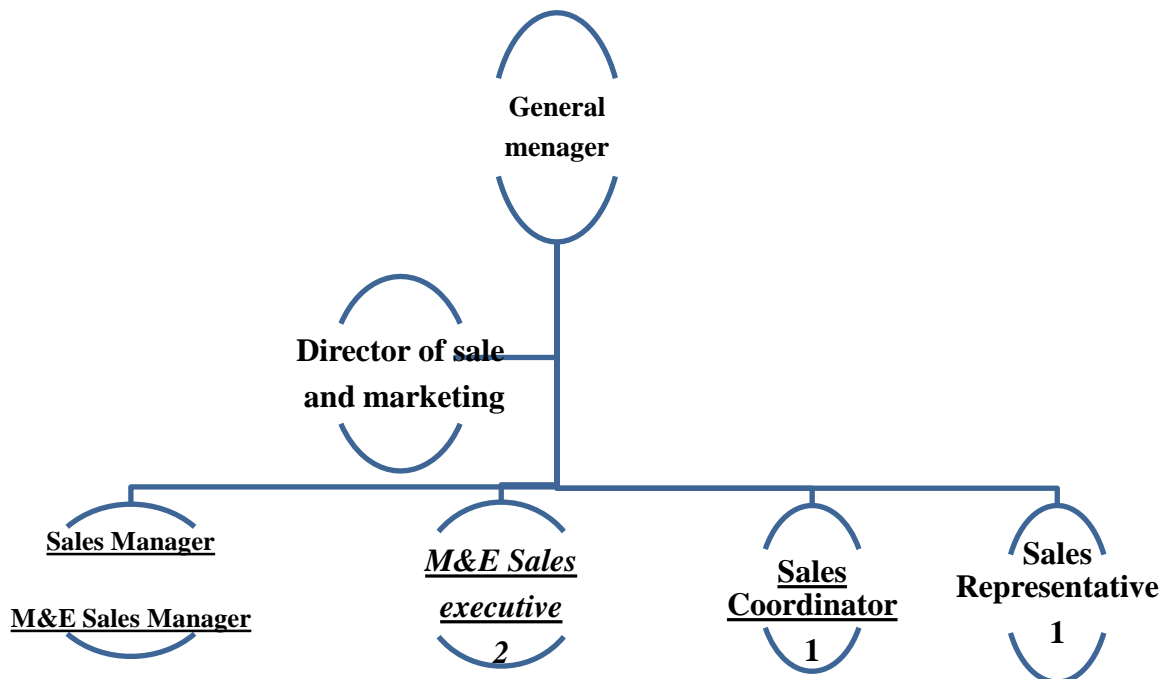 General
menager
Director of sale
and marketing
Sales Manager
M&E Sales Manager
M&E Sales
executive
2
Sales
Coordinator
1
Sales
Representative
1